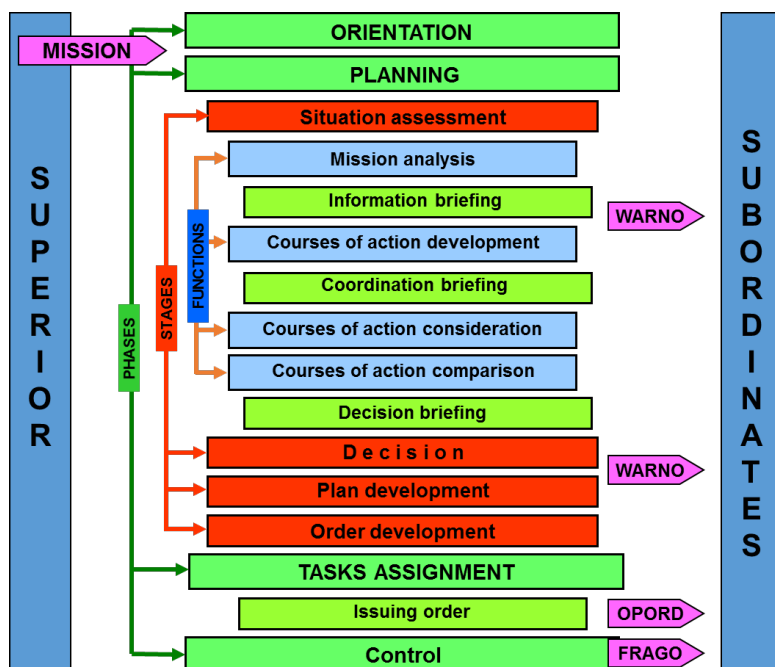 ORIENTATION
MISSION
PLANNING
Situation assessment
Mission analysis
Information briefing
WARNO
Courses of action development
Coordination briefing
Courses of action consideration
Courses of action comparison
Decision briefing
D e c i s i o n
WARNO
Plan development
Order development
TASKS ASSIGNMENT
Issuing order
OPORD
Control
FRAGO
SUPERIOR
PHASES
STAGES
FUNCTIONS
SUBORDINATES